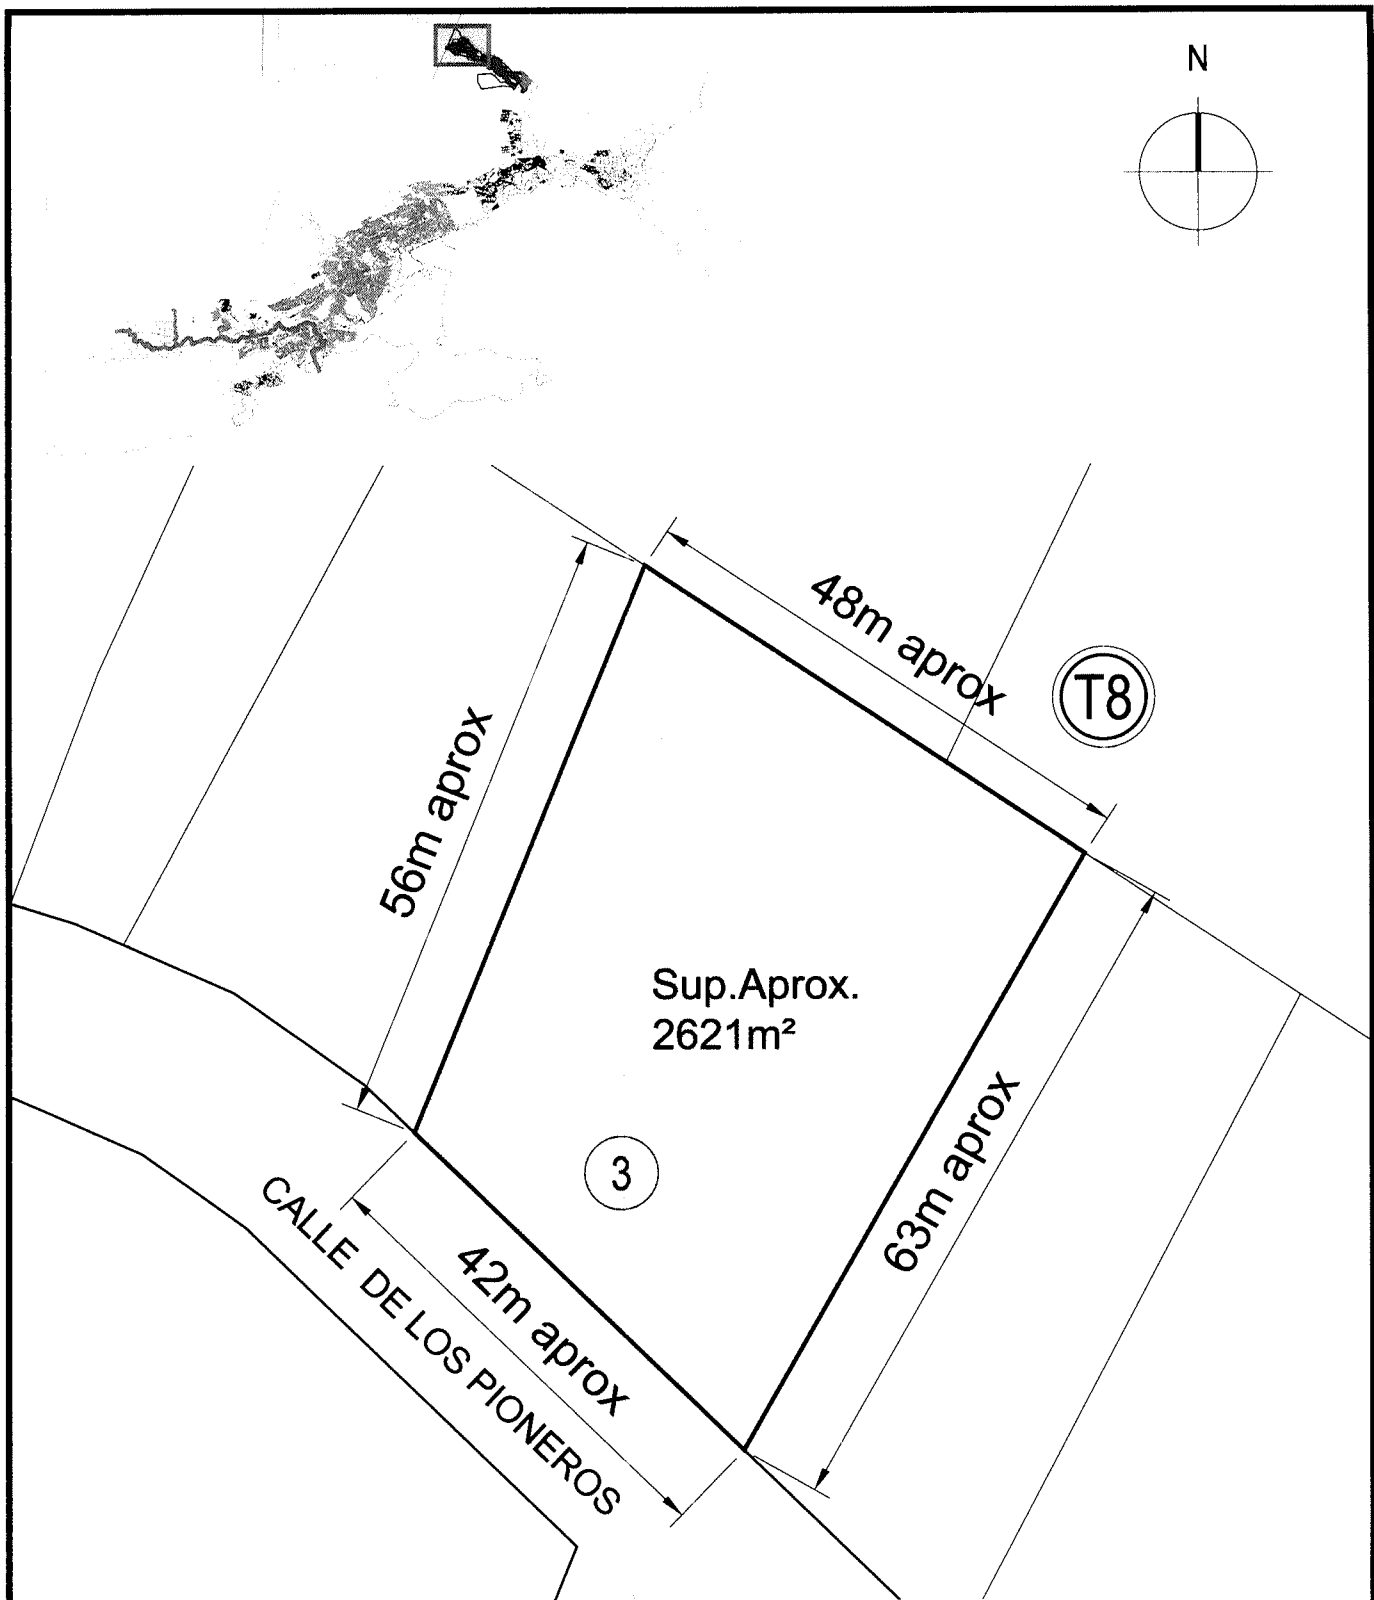 N
48m aprox
T8
56m aprox
Sup.Aprox.
2621m²
63m aprox
3
42m aprox
CALLE DE LOS PIONEROS